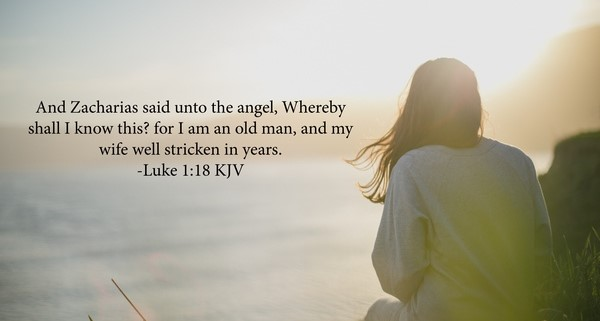 And Zacharias said unto the angel, Whereby
shall I know this? for I am an old man, and my
wife well stricken in years.
-Luke 1:18 KJV